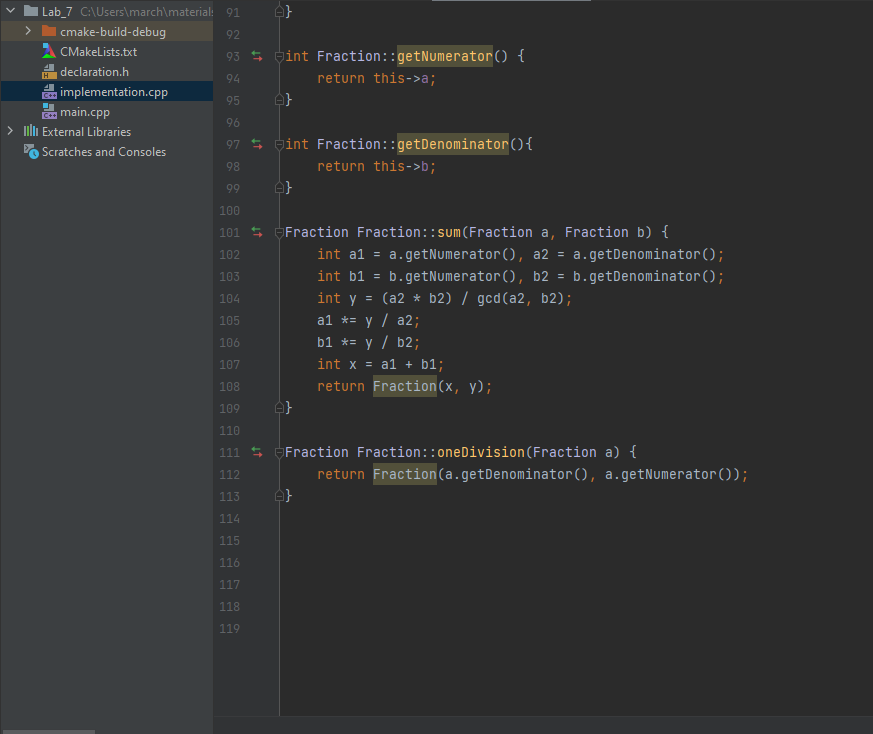 Lab_7 C:\Users\march\materials
cmake-build-debug
CMakeLists.txt
declaration.h
implementation.cpp
main.cpp
External Libraries
Scratches and Consoles
91 }
92
93 int Fraction::getNumerator() {
94     return this->a;
95 }
96
97 int Fraction::getDenominator(){
98     return this->b;
99 }
100
101 Fraction Fraction::sum(Fraction a, Fraction b) {
102     int a1 = a.getNumerator(), a2 = a.getDenominator();
103     int b1 = b.getNumerator(), b2 = b.getDenominator();
104     int y = (a2 * b2) / gcd(a2, b2);
105     a1 *= y / a2;
106     b1 *= y / b2;
107     int x = a1 + b1;
108     return Fraction(x, y);
109 }
110
111 Fraction Fraction::oneDivision(Fraction a) {
112     return Fraction(a.getDenominator(), a.getNumerator());
113 }
114
115
116
117
118
119